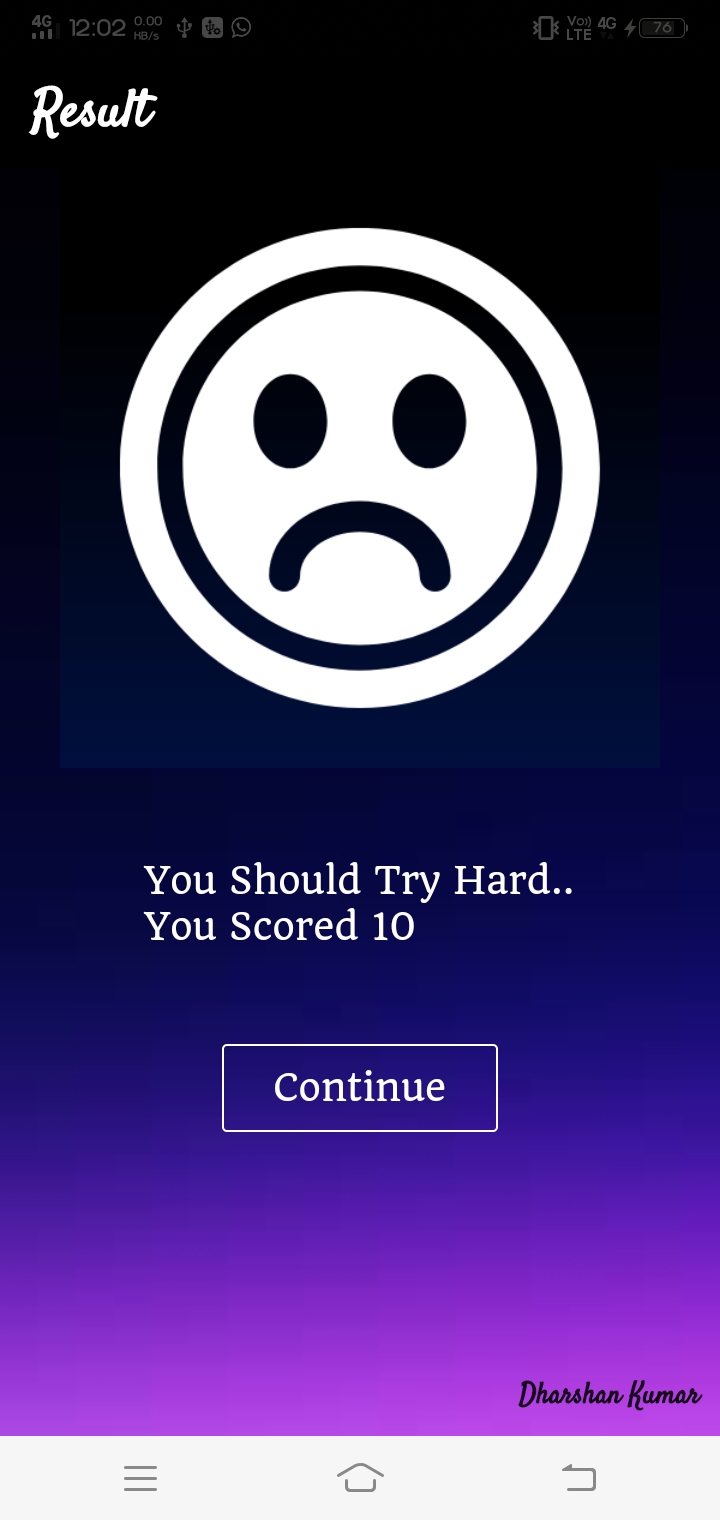 4G 12:02 0.00 KB/s Vo)) LTE 4G 76
Result
You Should Try Hard..
You Scored 10
Continue
Dharshan Kumar